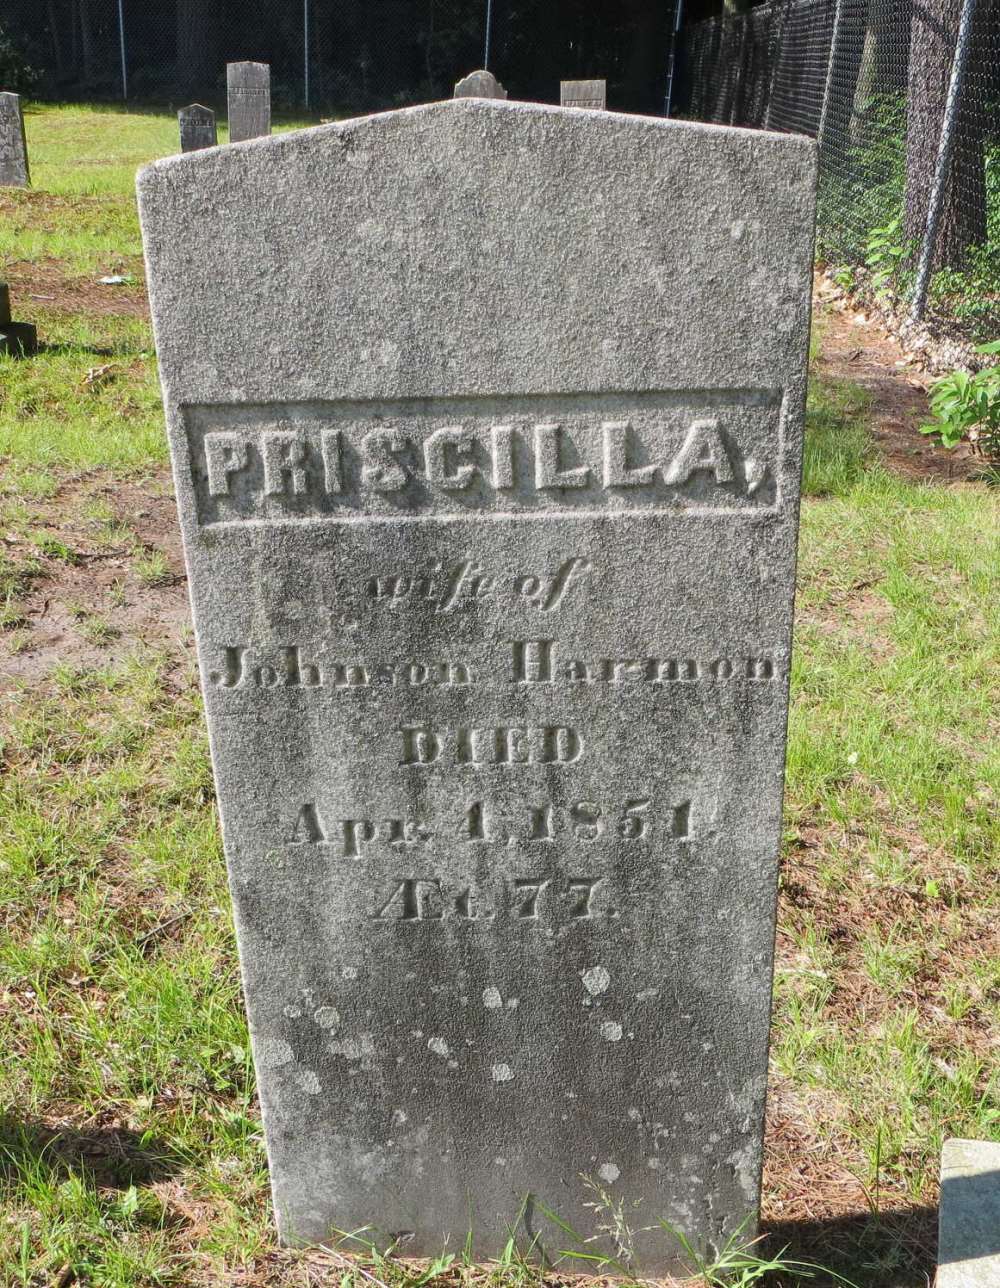 PRISCILLA,
wife of
Johnson Harmon
DIED
Apr. 4, 1851.
Æt. 77.